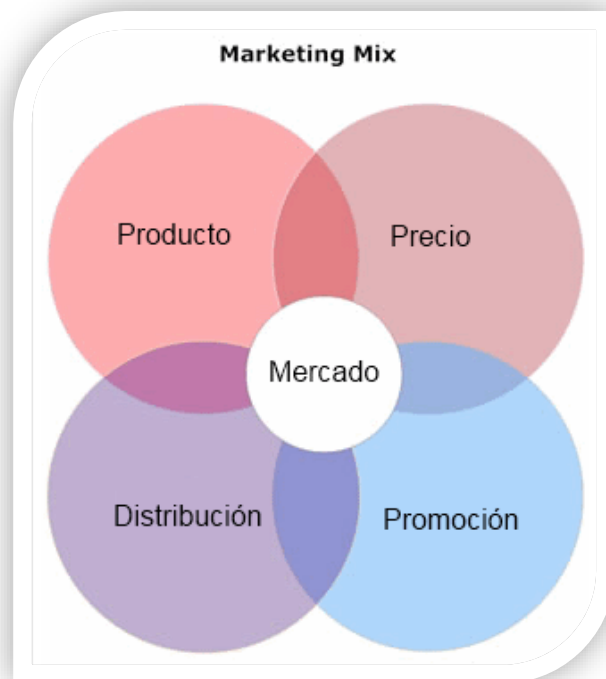 Marketing Mix
Producto
Precio
Mercado
Distribución
Promoción